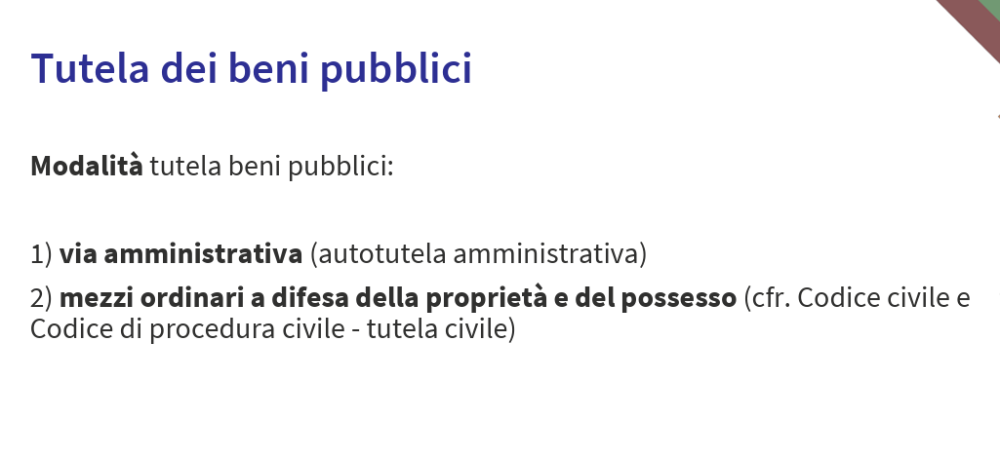 Tutela dei beni pubblici
Modalità tutela beni pubblici:
1) via amministrativa (autotutela amministrativa)
2) mezzi ordinari a difesa della proprietà e del possesso (cfr. Codice civile e
Codice di procedura civile - tutela civile)